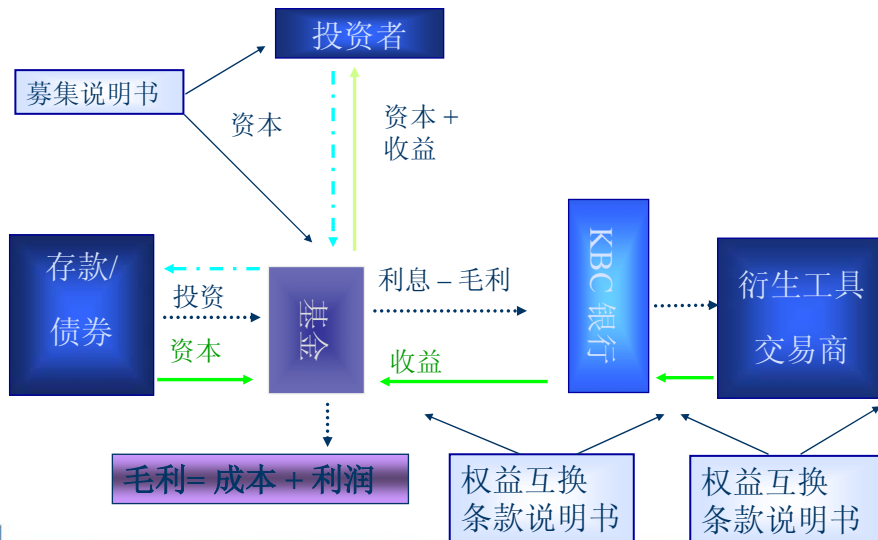 投资者
募集说明书
资本
资本 +
收益
存款/
债券
投资
资本
基金
利息 – 毛利
收益
KBC 银行
衍生工具
交易商
毛利= 成本 + 利润
权益互换
条款说明书
权益互换
条款说明书